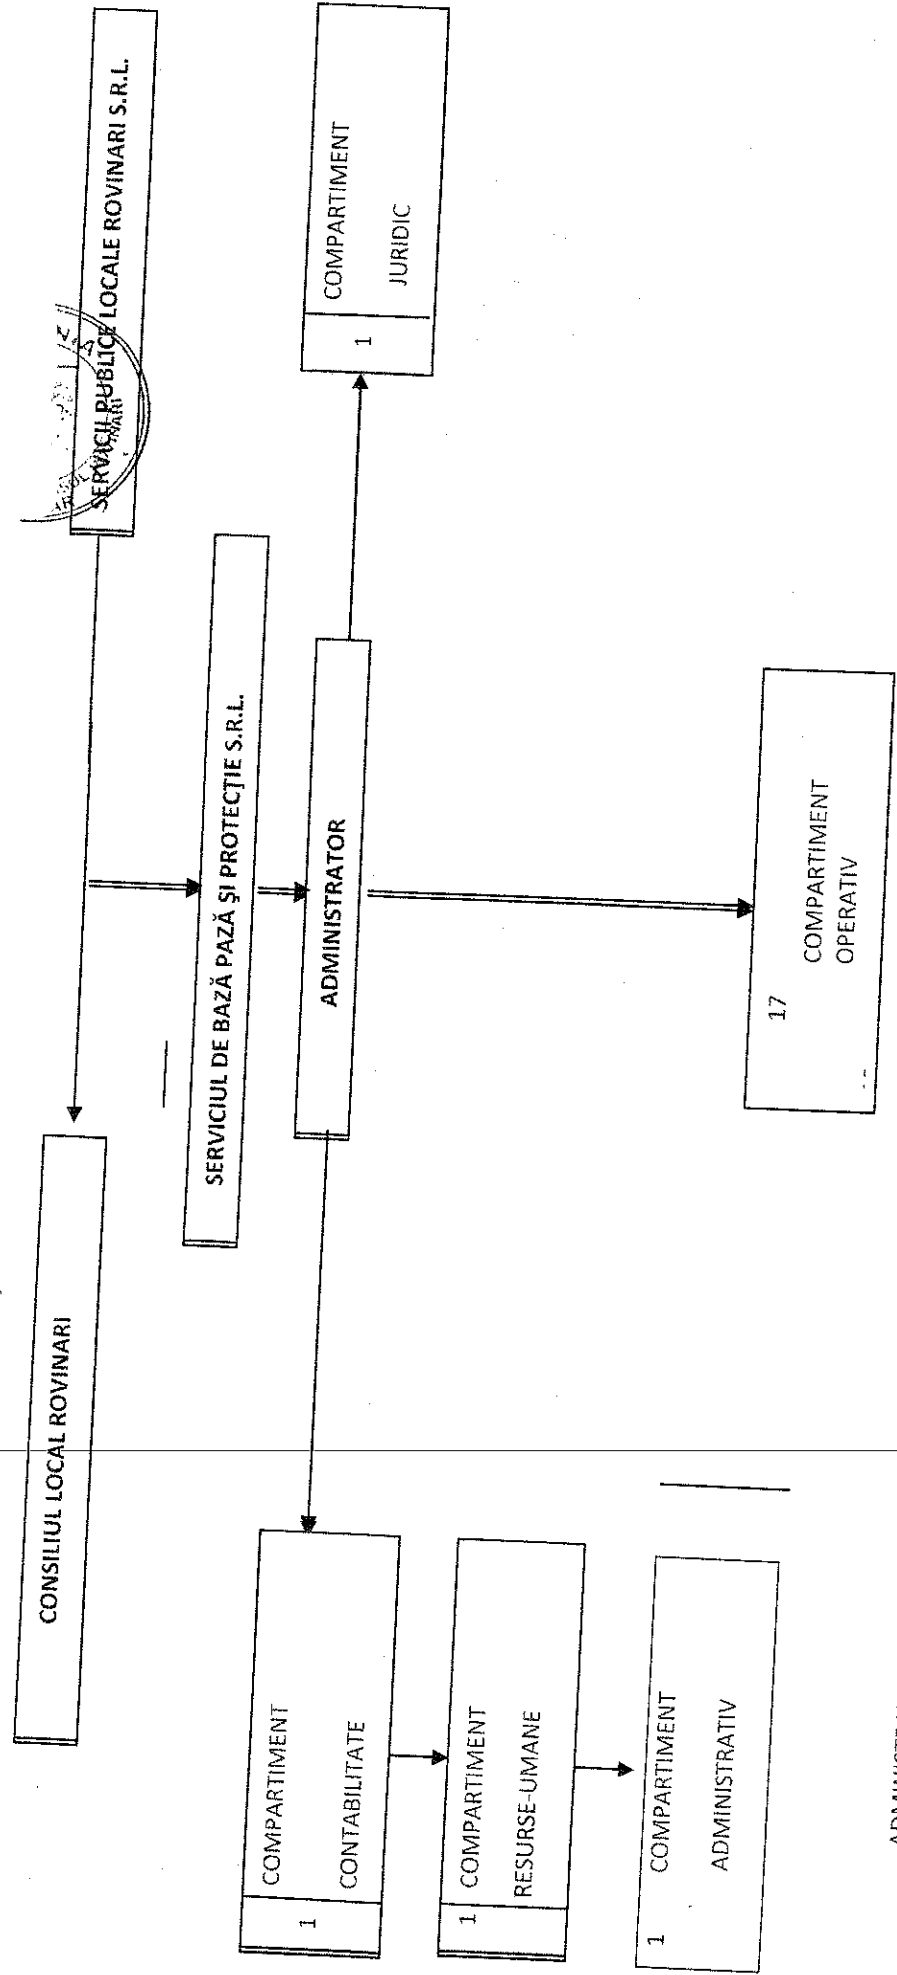 CONSILIUL LOCAL ROVINARI
SERVICII PUBLICE LOCALE ROVINARI S.R.L.
SERVICIUL DE BAZĂ PAZĂ ȘI PROTECŢIE S.R.L.
ADMINISTRATOR
1
COMPARTIMENT
CONTABILITATE
1
COMPARTIMENT
JURIDIC
1 COMPARTIMENT
RESURSE-UMANE
1 COMPARTIMENT
ADMINISTRATIV
17
COMPARTIMENT
OPERATIV